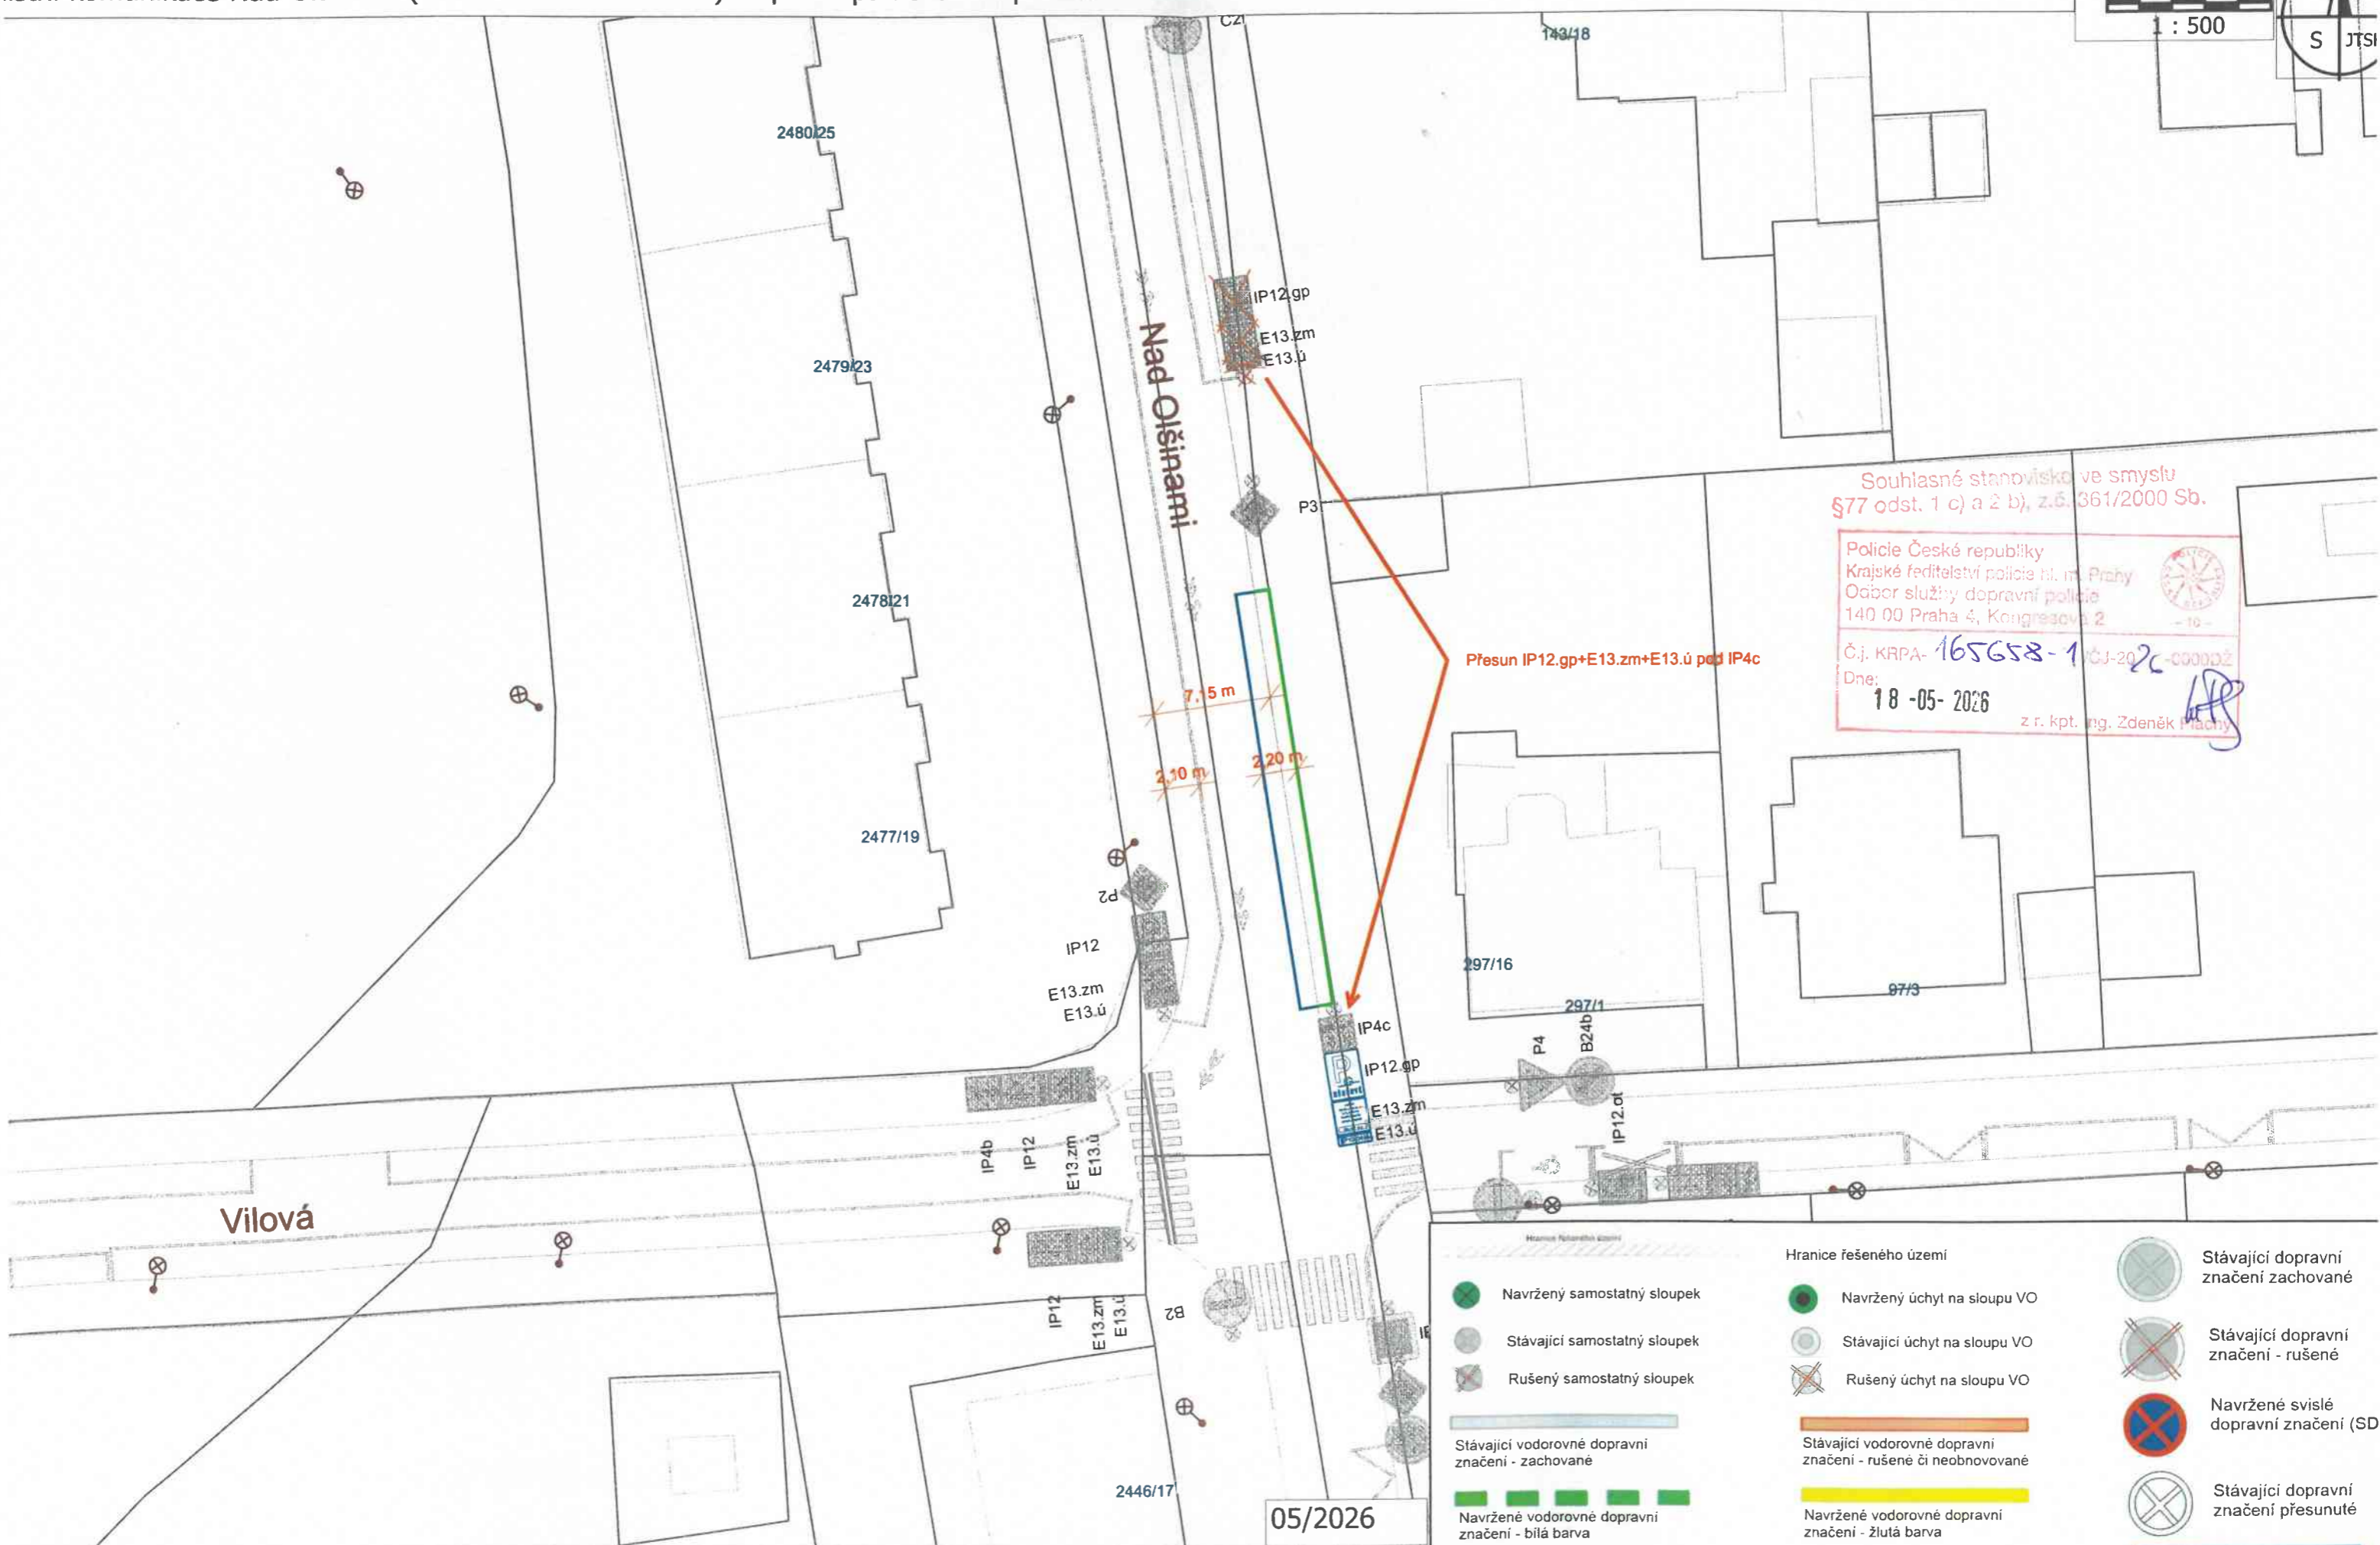 1 : 500
S
143/18
2480/25
IP12.gp
E13.zm
E13.ú
2479/23
Nad Olšinami
P3
Souhlasné stanovisko ve smyslu
§77 odst. 1 c) a 2 b), z.č. 361/2000 Sb.
Policie České republiky
Krajské ředitelství policie hl. m. Prahy
Odbor služby dopravní policie
140 00 Praha 4, Kongresová 2
- 10 -
Č.j. KRPA- 165658-1/ČJ-2026-0000DŽ
Dne:
18 -05- 2026
z r. kpt. Ing. Zdeněk Plachý
2478/21
Přesun IP12.gp+E13.zm+E13.ú pod IP4c
7,15 m
2,10 m
2,20 m
2477/19
P2
IP12
E13.zm
E13.ú
297/16
297/1
97/3
IP4c
IP12.gp
E13.zm
E13.ú
P4
B24b
IP12.ot
IP4b
IP12
E13.zm
E13.ú
Vilová
IP12
E13.zm
E13.ú
B2
2446/17
05/2026
Hranice řešeného území
Hranice řešeného území
Navržený samostatný sloupek
Navržený úchyt na sloupu VO
Stávající dopravní
značení zachované
Stávající samostatný sloupek
Stávající úchyt na sloupu VO
Stávající dopravní
značení - rušené
Rušený samostatný sloupek
Rušený úchyt na sloupu VO
Navržené svislé
dopravní značení (SD
Stávající vodorovné dopravní
značení - zachované
Stávající vodorovné dopravní
značení - rušené či neobnovované
Stávající dopravní
značení přesunuté
Navržené vodorovné dopravní
značení - bílá barva
Navržené vodorovné dopravní
značení - žlutá barva